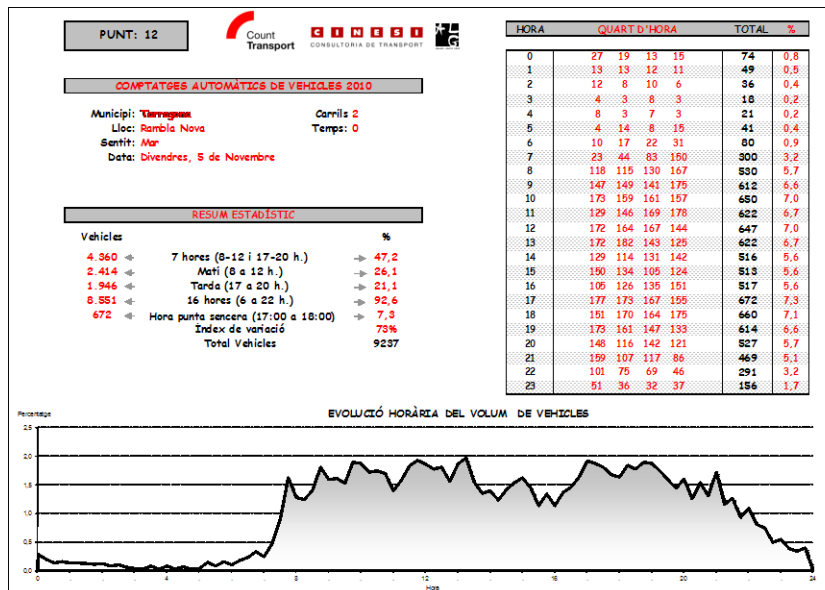 PUNT: 12
Count
Transport
CINESI
CONSULTORIA DE TRANSPORT
COMPTATGES AUTOMÀTICS DE VEHICLES 2010
Municipi:
Carrils 2
Lloc: Rambla Nova
Temps: 0
Sentit: Mar
Data: Divendres, 5 de Novembre
RESUM ESTADÍSTIC
Vehicles %
4.360 7 hores (8-12 i 17-20 h.) 47,2
2.414 Matí (8 a 12 h.) 26,1
1.946 Tarda (17 a 20 h.) 21,1
8.551 16 hores (6 a 22 h.) 92,6
672 Hora punta sencera (17:00 a 18:00) 7,3
Índex de variació 73%
Total Vehicles 9237
HORA QUART D'HORA TOTAL %
0 27 19 13 15 74 0,8
1 13 13 12 11 49 0,5
2 12 8 10 6 36 0,4
3 4 3 8 3 18 0,2
4 8 3 7 3 21 0,2
5 4 14 8 15 41 0,4
6 10 17 22 31 80 0,9
7 23 44 83 150 300 3,2
8 118 115 130 167 530 5,7
9 147 149 141 175 612 6,6
10 173 159 161 157 650 7,0
11 129 146 169 178 622 6,7
12 172 164 167 144 647 7,0
13 172 182 143 125 622 6,7
14 129 114 131 142 516 5,6
15 150 134 105 124 513 5,6
16 105 126 135 151 517 5,6
17 177 173 167 155 672 7,3
18 151 170 164 175 660 7,1
19 173 161 147 133 614 6,6
20 148 116 142 121 527 5,7
21 159 107 117 86 469 5,1
22 101 75 69 46 291 3,2
23 51 36 32 37 156 1,7
EVOLUCIÓ HORÀRIA DEL VOLUM DE VEHICLES
Percentatge
2,5
2,0
1,5
1,0
0,5
0,0
0 4 8 12 16 20 24
Hora